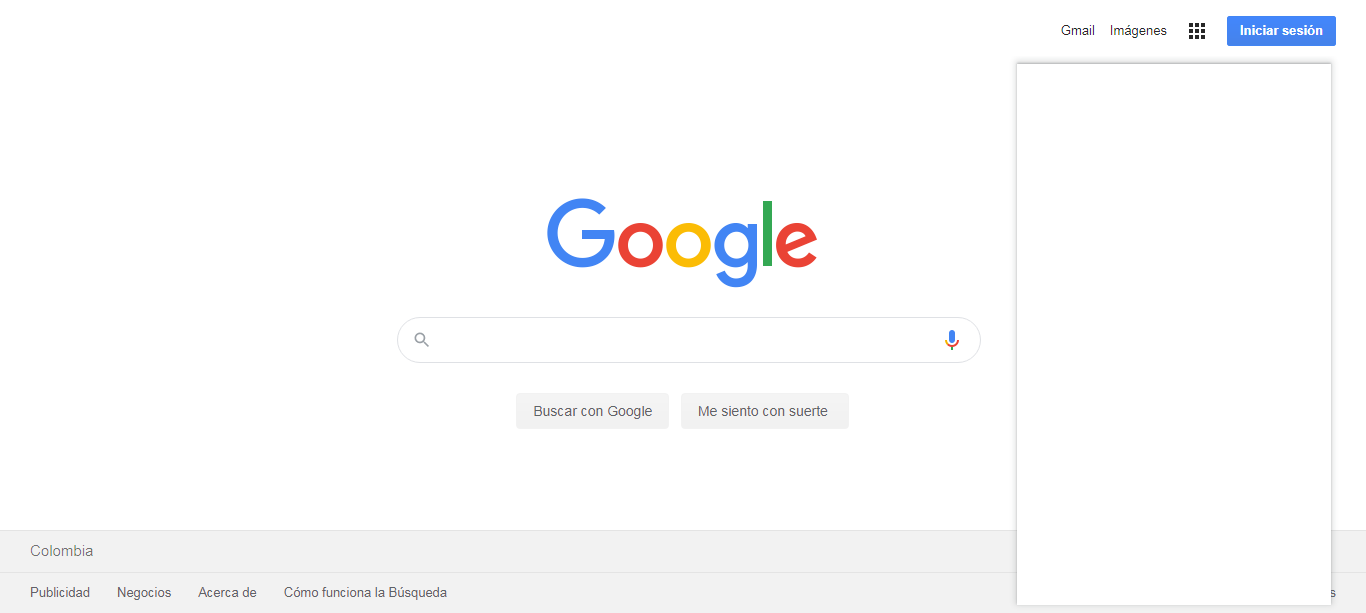 Gmail Imágenes Iniciar sesión
Google
Buscar con Google Me siento con suerte
Colombia
Publicidad Negocios Acerca de Cómo funciona la Búsqueda